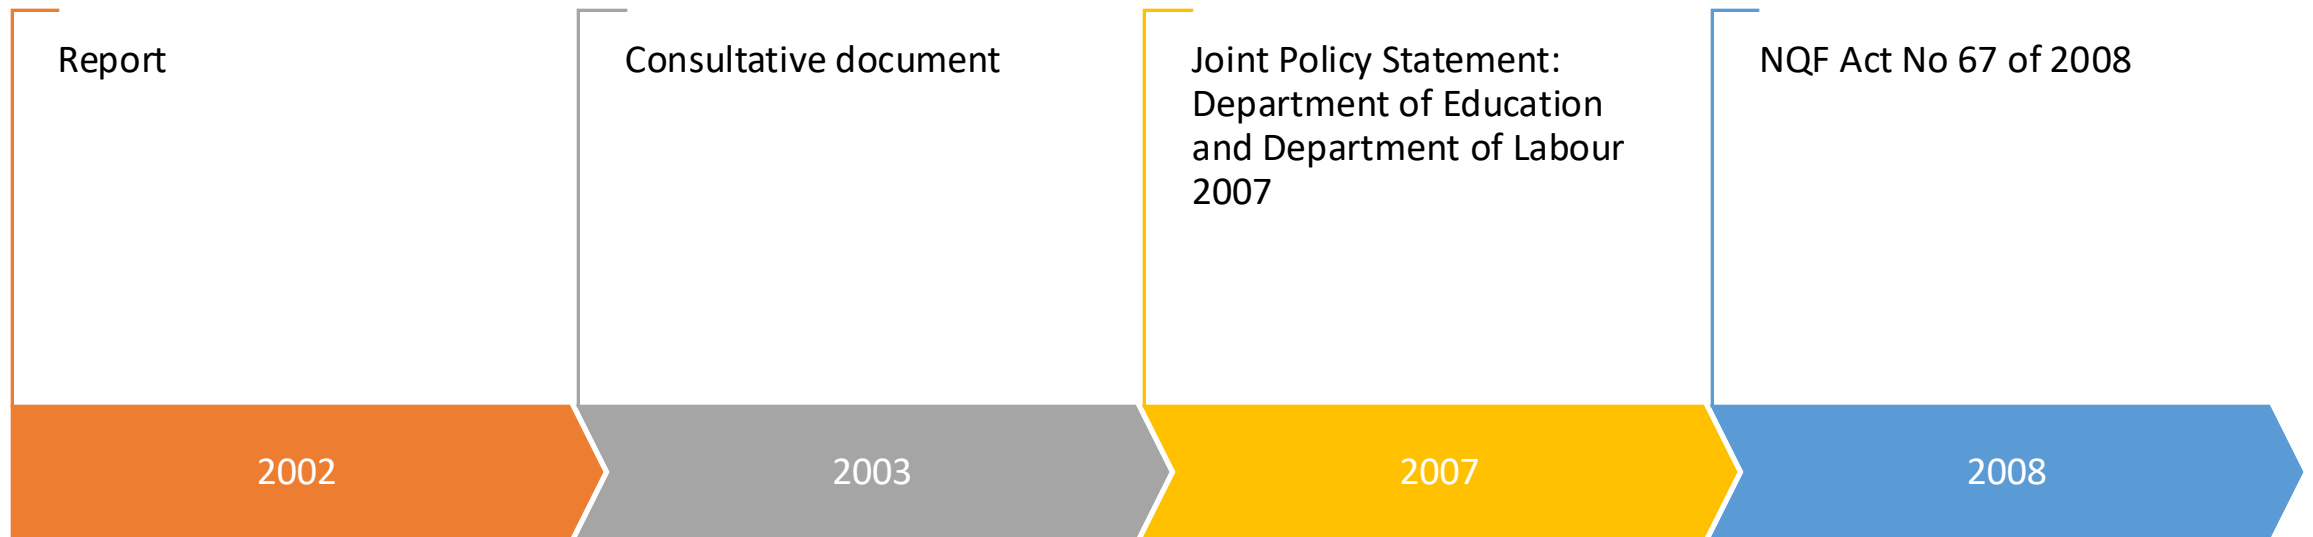 Report
2002
Consultative document
2003
Joint Policy Statement:
Department of Education
and Department of Labour
2007
2007
NQF Act No 67 of 2008
2008